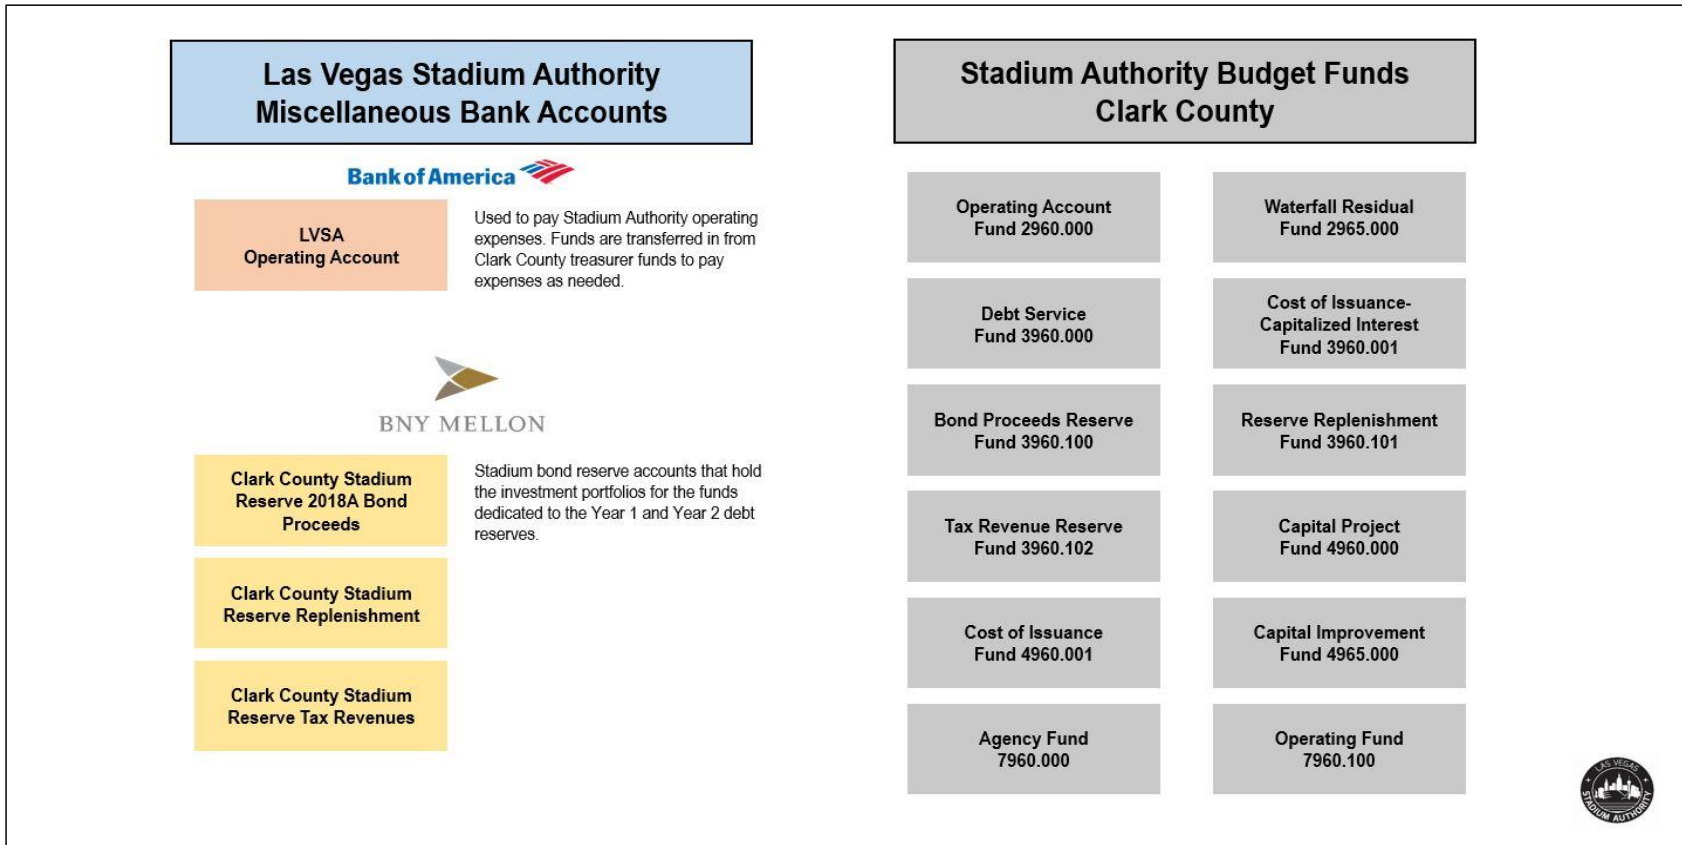 Las Vegas Stadium Authority
Miscellaneous Bank Accounts
Bank of America
LVSA
Operating Account
Used to pay Stadium Authority operating
expenses. Funds are transferred in from
Clark County treasurer funds to pay
expenses as needed.
BNY MELLON
Clark County Stadium
Reserve 2018A Bond
Proceeds
Stadium bond reserve accounts that hold
the investment portfolios for the funds
dedicated to the Year 1 and Year 2 debt
reserves.
Clark County Stadium
Reserve Replenishment
Clark County Stadium
Reserve Tax Revenues
Stadium Authority Budget Funds
Clark County
Operating Account
Fund 2960.000
Waterfall Residual
Fund 2965.000
Debt Service
Fund 3960.000
Cost of Issuance-
Capitalized Interest
Fund 3960.001
Bond Proceeds Reserve
Fund 3960.100
Reserve Replenishment
Fund 3960.101
Tax Revenue Reserve
Fund 3960.102
Capital Project
Fund 4960.000
Cost of Issuance
Fund 4960.001
Capital Improvement
Fund 4965.000
Agency Fund
7960.000
Operating Fund
7960.100
LAS VEGAS
STADIUM AUTHORITY